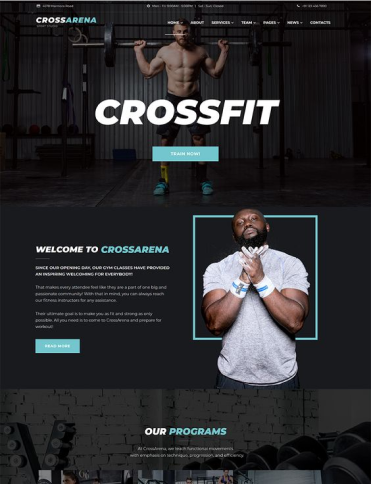 Mon - Fri:
CROSSARENA
HOME ABOUT SERVICES TEAM PAGES NEWS CONTACTS
CROSSFIT
TRAIN NOW!
WELCOME TO CROSSARENA
SINCE OUR OPENING DAY, OUR GYM CLASSES HAVE PROVIDED
AN INSPIRING WELCOMING FOR EVERYBODY!
That makes every attendee feel like they are a part of one big and
passionate community! With that in mind, you can always reach
our fitness instructors for any assistance.
Their ultimate goal is to make you as fit and strong as only
possible. All you need is to come to CrossArena and prepare for
workout!
READ MORE
OUR PROGRAMS
At CrossArena, we teach functional movements
with emphasis on technique, progression, and efficiency.